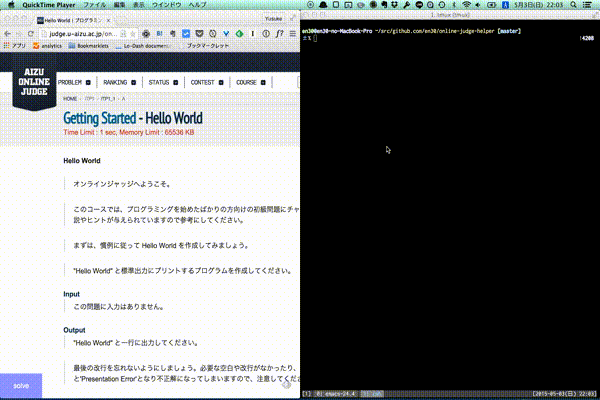 QuickTime Player ファイル 編集 表示 ウインドウ ヘルプ
5月3日(日) 22:03
Hello World | プログラミン
Yusuke
judge.u-aizu.ac.jp/on
アプリ analytics Bookmarklets Lo-Dash документ
ブックマークレット
AIZU
ONLINE
JUDGE
PROBLEM RANKING STATUS CONTEST COURSE
HOME ITP1 ITP1_1 A
Getting Started - Hello World
Time Limit : 1 sec, Memory Limit : 65536 KB
Hello World
オンラインジャッジへようこそ。
このコースでは、プログラミングを始めたばかりの方向けの初級問題にチャ
説やヒントが与えられていますので参考にしてください。
まずは、慣例に従って Hello World を作成してみましょう。
"Hello World" と標準出力にプリントするプログラムを作成してください。
Input
この問題に入力はありません。
Output
"Hello World" と一行に出力してください。
最後の改行を忘れないようにしましょう。必要な空白や改行がなかったり、
と'Presentation Error'となり不正解になってしまいますので、注意してくださ
solve
1. tmux (tmux)
en30@en30-no-MacBook-Pro ~/src/github.com/en30/online-judge-helper [master]
:4208
[1] 0| emacs-24.4
[2015-05-03(日) 22:03]